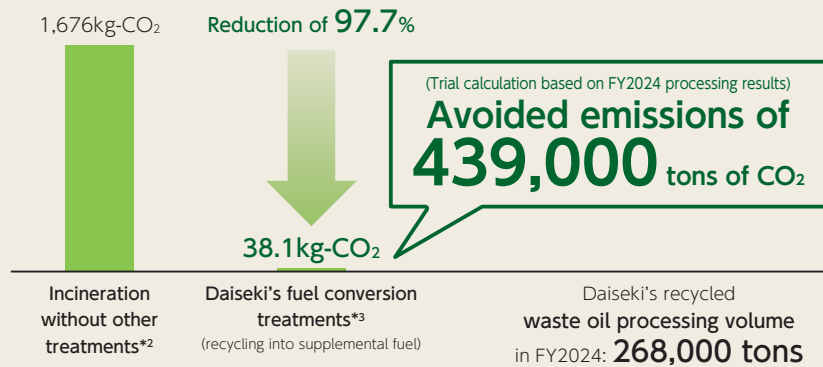 1,676kg-CO₂
Reduction of 97.7%
(Trial calculation based on FY2024 processing results)
Avoided emissions of
439,000 tons of CO₂
38.1kg-CO₂
Incineration
without other
treatments*2
Daiseki's fuel conversion
treatments*3
(recycling into supplemental fuel)
Daiseki's recycled
waste oil processing volume
in FY2024: 268,000 tons